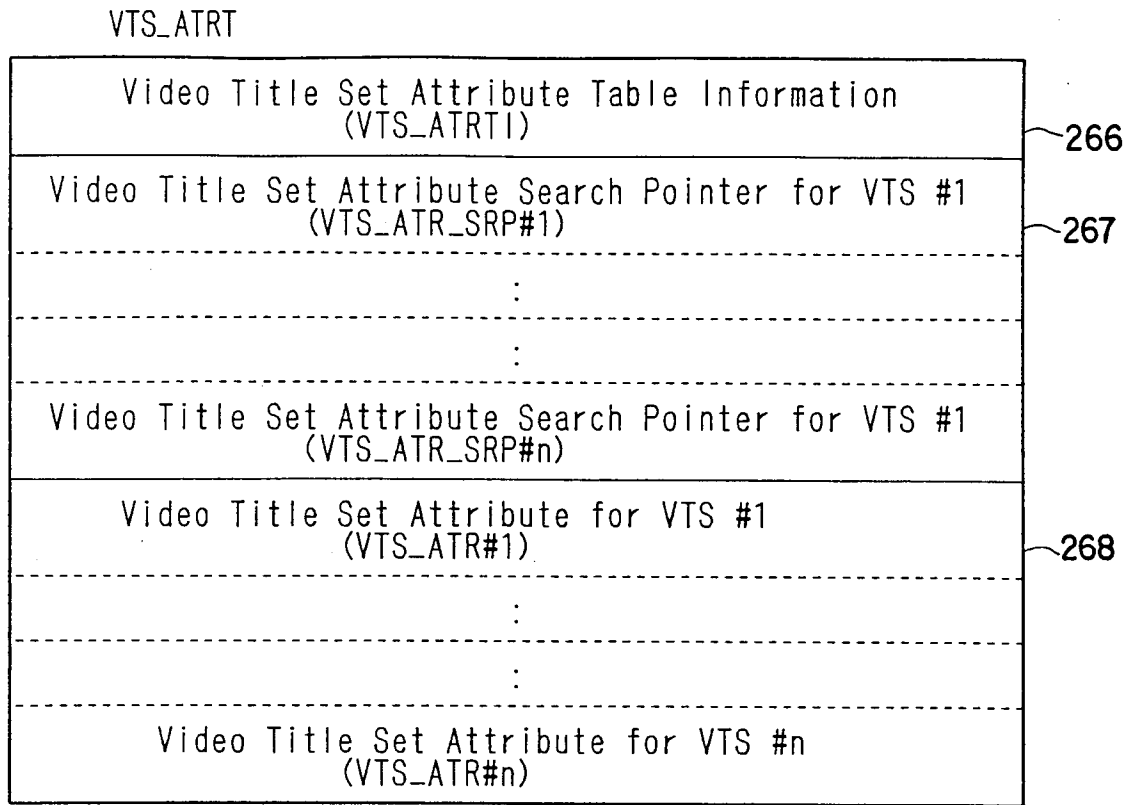 VTS_ATRT
Video Title Set Attribute Table Information
(VTS_ATRTI)
266
Video Title Set Attribute Search Pointer for VTS #1
(VTS_ATR_SRP#1)
267
:
:
Video Title Set Attribute Search Pointer for VTS #1
(VTS_ATR_SRP#n)
Video Title Set Attribute for VTS #1
(VTS_ATR#1)
268
:
:
Video Title Set Attribute for VTS #n
(VTS_ATR#n)